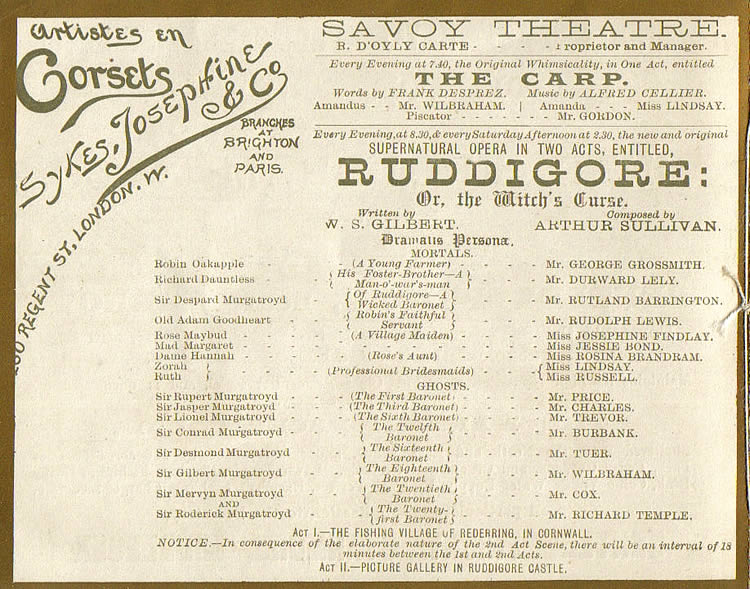 Artistes en
Corsets
Sykes, Josephine
& Co
BRANCHES
AT
BRIGHTON
AND
PARIS.
REGENT ST. LONDON. W.
SAVOY THEATRE.
R. D'OYLY CARTE - - - - : roprietor and Manager.
Every Evening at 7.40, the Original Whimsicality, in One Act, entitled
THE CARP.
Words by FRANK DESPREZ. Music by ALFRED CELLIER.
Amandus - - Mr. WILBRAHAM. | Amanda - - - Miss LINDSAY.
Piscator - - - - - - - Mr. GORDON.
Every Evening, at 8.30, & every Saturday Afternoon at 2.30, the new and original
SUPERNATURAL OPERA IN TWO ACTS, ENTITLED,
RUDDIGORE:
Or, the Witch's Curse.
Written by Composed by
W. S. GILBERT. ARTHUR SULLIVAN.
Dramatis Personæ.
MORTALS.
Robin Oakapple - - - (A Young Farmer) - - - - Mr. GEORGE GROSSMITH.
Richard Dauntless - - - { His Foster-Brother—A Man-o'-war's-man } - - - - Mr. DURWARD LELY.
Sir Despard Murgatroyd - - { Of Ruddigore—A Wicked Baronet } - - - - Mr. RUTLAND BARRINGTON.
Old Adam Goodheart - - { Robin's Faithful Servant } - - - - Mr. RUDOLPH LEWIS.
Rose Maybud - - - - (A Village Maiden) - - - - Miss JOSEPHINE FINDLAY.
Mad Margaret - - - - - - - - Miss JESSIE BOND.
Dame Hannah - - - - (Rose's Aunt) - - - - Miss ROSINA BRANDRAM.
Zorah } - - - (Professional Bridesmaids) - - - { Miss LINDSAY.
Ruth } Miss RUSSELL.
GHOSTS.
Sir Rupert Murgatroyd - - (The First Baronet) - - - - Mr. PRICE.
Sir Jasper Murgatroyd - - (The Third Baronet) - - - - Mr. CHARLES.
Sir Lionel Murgatroyd - - (The Sixth Baronet) - - - - Mr. TREVOR.
Sir Conrad Murgatroyd - - { The Twelfth Baronet } - - - - Mr. BURBANK.
Sir Desmond Murgatroyd - - { The Sixteenth Baronet } - - - - Mr. TUER.
Sir Gilbert Murgatroyd - - { The Eighteenth Baronet } - - - - Mr. WILBRAHAM.
Sir Mervyn Murgatroyd - - { The Twentieth Baronet } - - - - Mr. COX.
AND
Sir Roderick Murgatroyd - - { The Twenty-first Baronet } - - - - Mr. RICHARD TEMPLE.
ACT I.—THE FISHING VILLAGE OF REDERRING, IN CORNWALL.
NOTICE.—In consequence of the elaborate nature of the 2nd Act Scene, there will be an interval of 18
minutes between the 1st and 2nd Acts.
ACT II.—PICTURE GALLERY IN RUDDIGORE CASTLE.